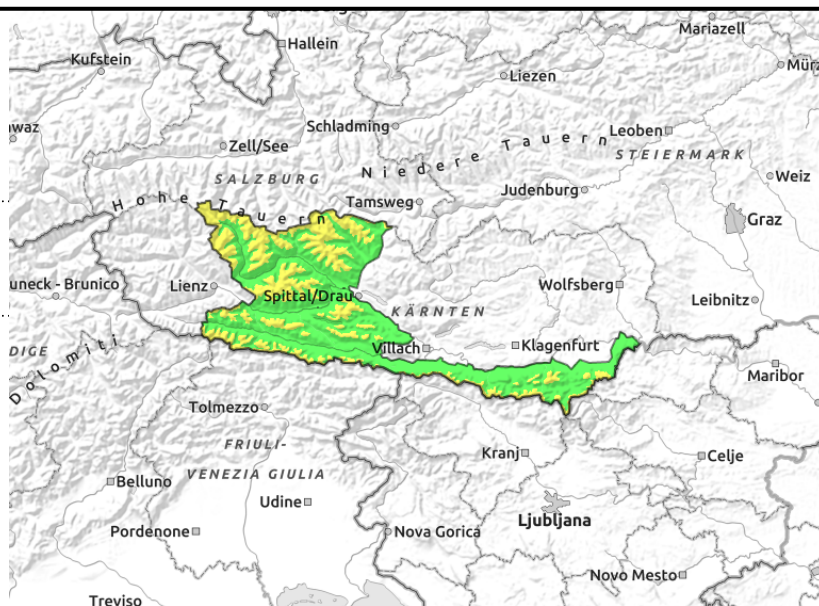 Mariazell
Hallein
Kufstein
Liezen
Mürz
waz
Schladming
Leoben
Zell/See
Niedere Tauern
STEIERMARK
SALZBURG
Weiz
Hohe Tauern
Judenburg
Tamsweg
Graz
uneck - Brunico
Lienz
Wolfsberg
Spittal/Drau
KÄRNTEN
Leibnitz
DIGE
Dolomiti
Villach
Klagenfurt
Maribor
Tolmezzo
FRIULI-
VENEZIA GIULIA
Kranj
Celje
Belluno
Udine
Ljubljana
Pordenone
Nova Gorica
Novo Mesto
Treviso